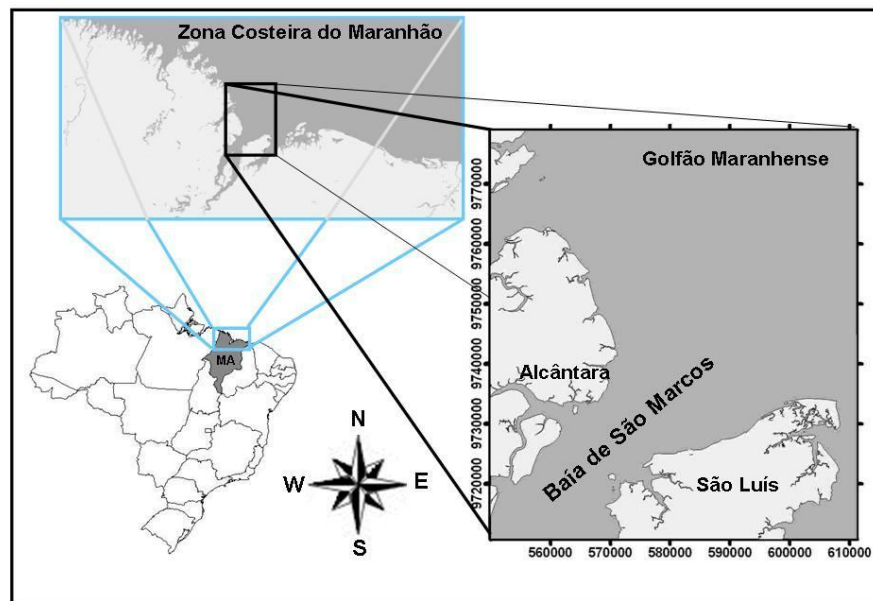 Zona Costeira do Maranhão
Golfão Maranhense
9770000
9760000
9750000
9740000
9730000
9720000
Alcântara
Baía de São Marcos
São Luís
560000 570000 580000 590000 600000 610000
MA
N
W E
S